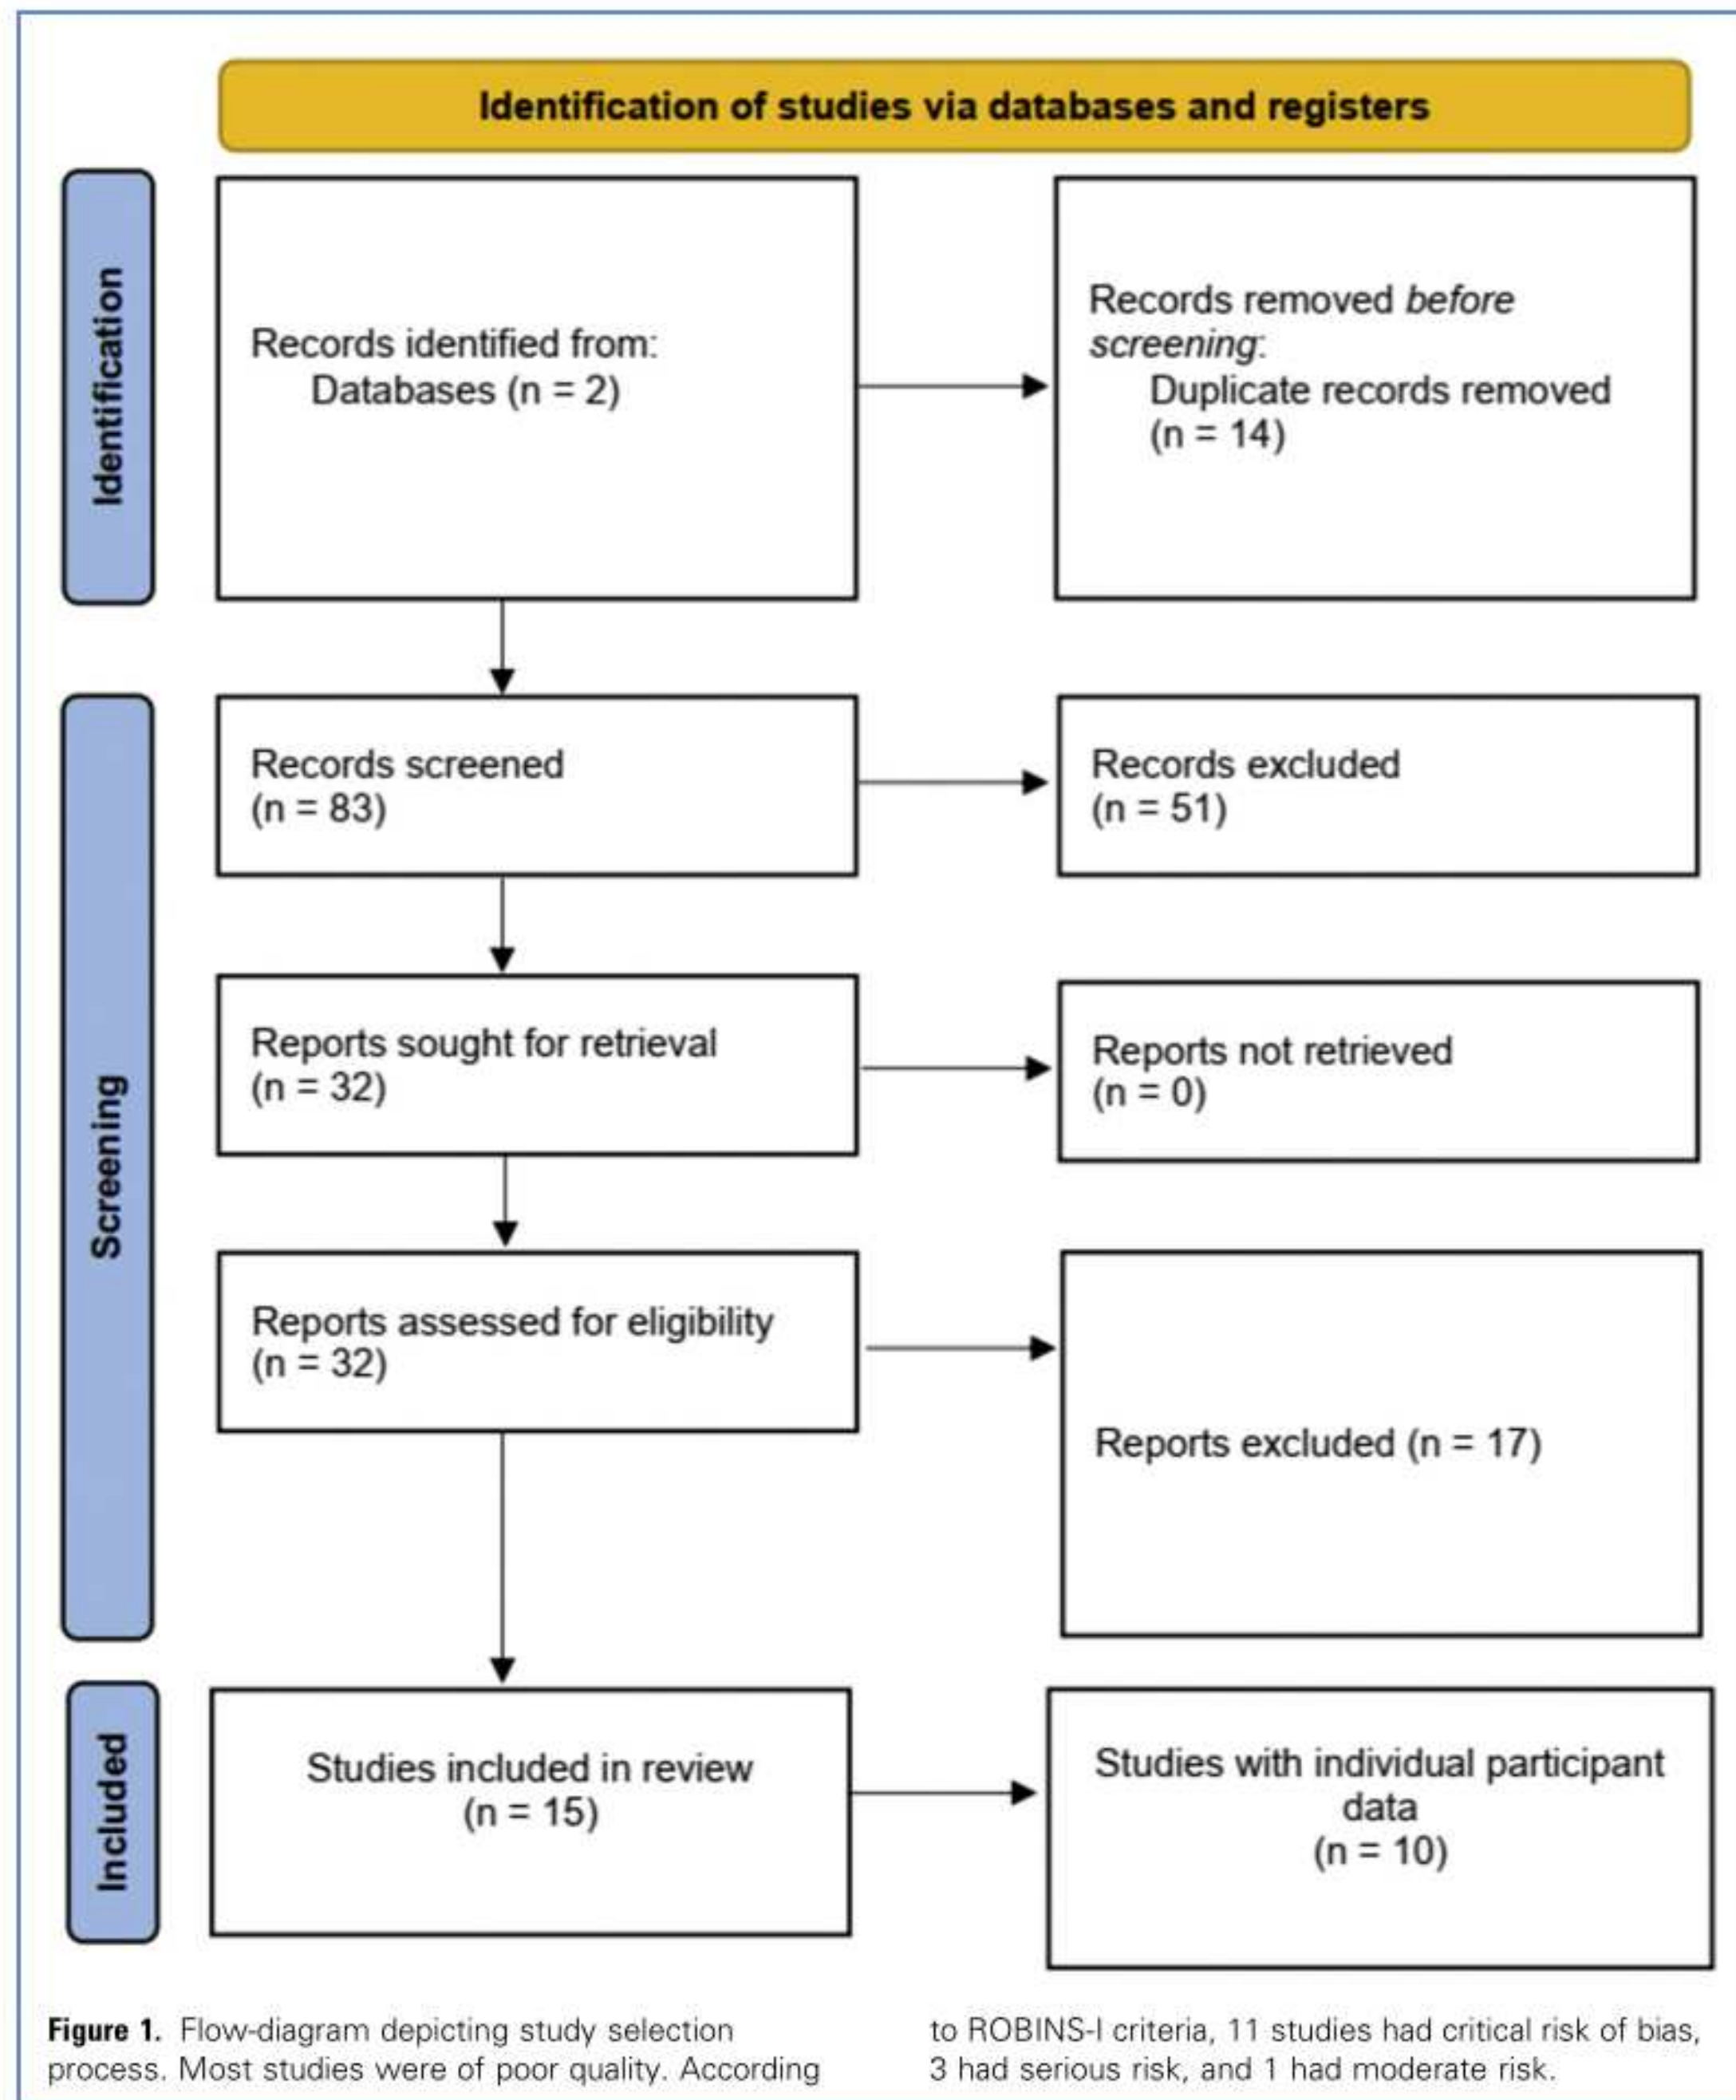 Identification of studies via databases and registers
Identification
Records identified from:
Databases (n = 2)
Records removed before
screening:
Duplicate records removed
(n = 14)
Screening
Records screened
(n = 83)
Records excluded
(n = 51)
Reports sought for retrieval
(n = 32)
Reports not retrieved
(n = 0)
Reports assessed for eligibility
(n = 32)
Reports excluded (n = 17)
Included
Studies included in review
(n = 15)
Studies with individual participant
data
(n = 10)
Figure 1. Flow-diagram depicting study selection
process. Most studies were of poor quality. According
to ROBINS-I criteria, 11 studies had critical risk of bias,
3 had serious risk, and 1 had moderate risk.